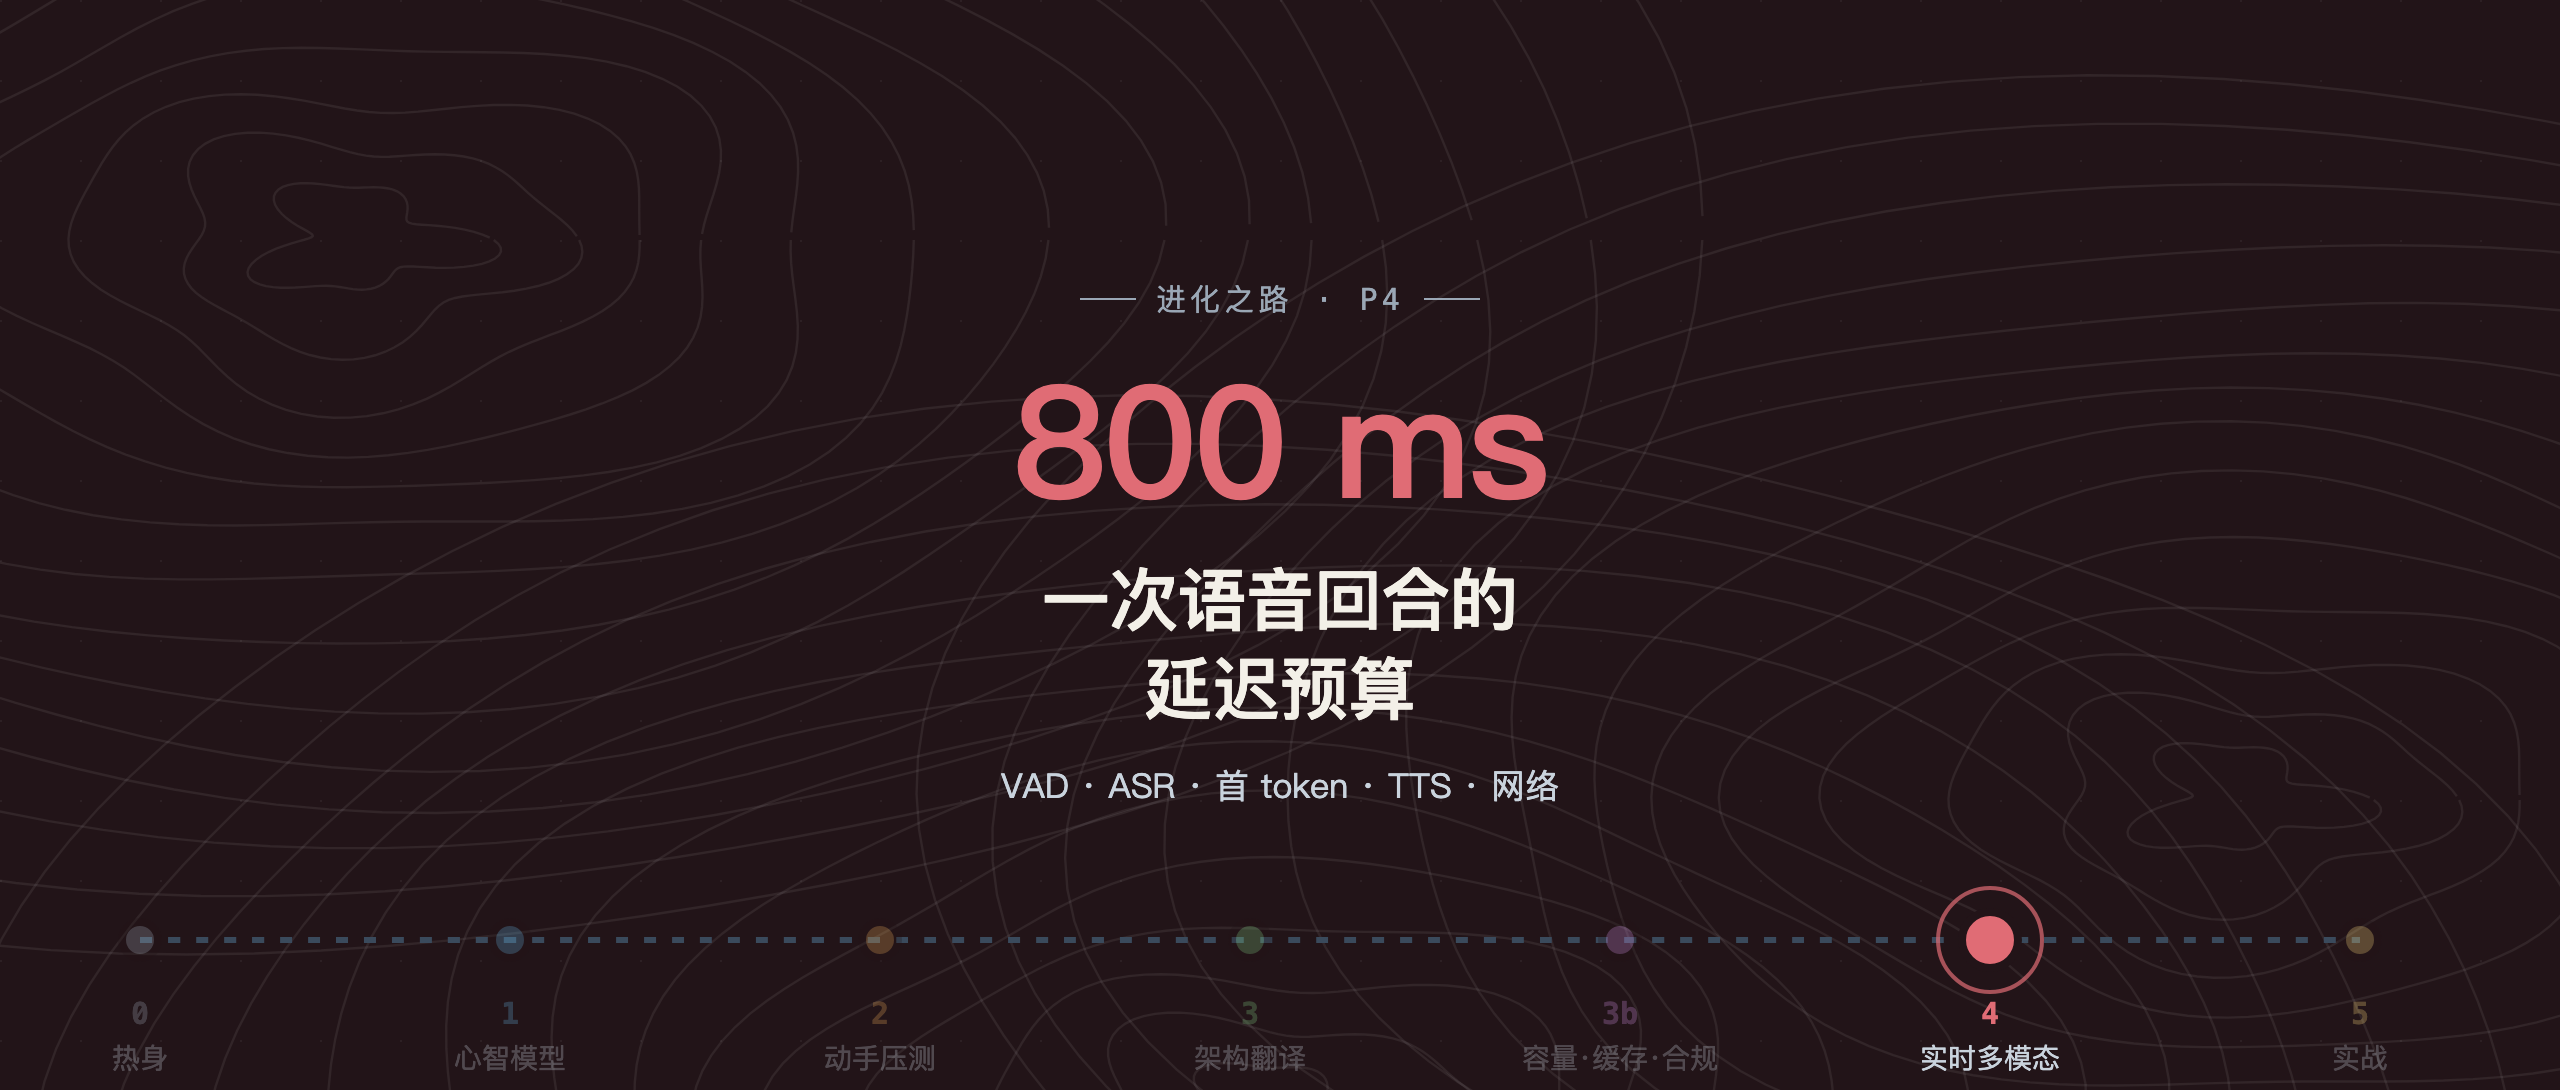 进化之路 · P4
800 ms
一次语音回合的
延迟预算
VAD · ASR · 首 token · TTS · 网络
0 1 2 3 3b 4 5
热身 心智模型 动手压测 架构翻译 容量·缓存·合规 实时多模态 实战